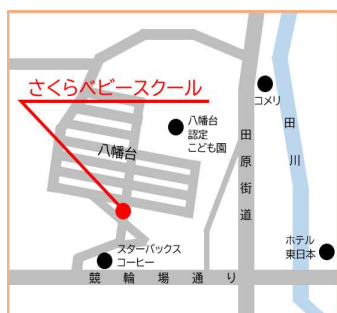 さくらベビースクール
コメリ
八幡台
認定
こども園
八幡台
田原街道
田川
ホテル
東日本
スターバックス
コーヒー
競輪場通り